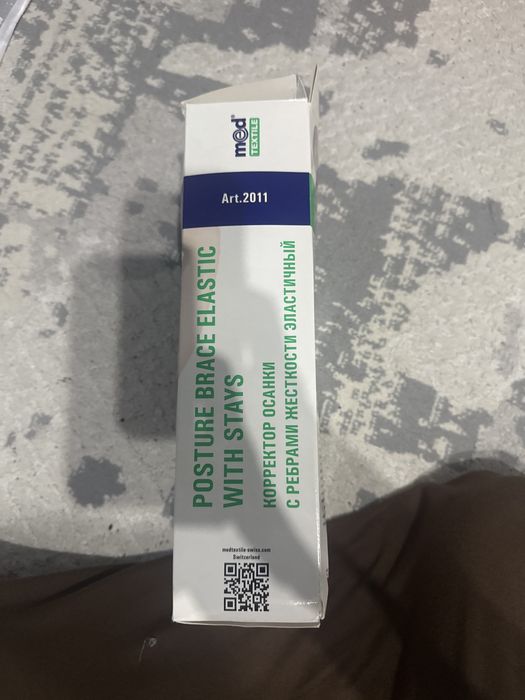 med®
TEXTILE
Art.2011
POSTURE BRACE ELASTIC
WITH STAYS
КОРРЕКТОР ОСАНКИ
С РЕБРАМИ ЖЕСТКОСТИ ЭЛАСТИЧНЫЙ
medtextile-swiss.com
Switzerland